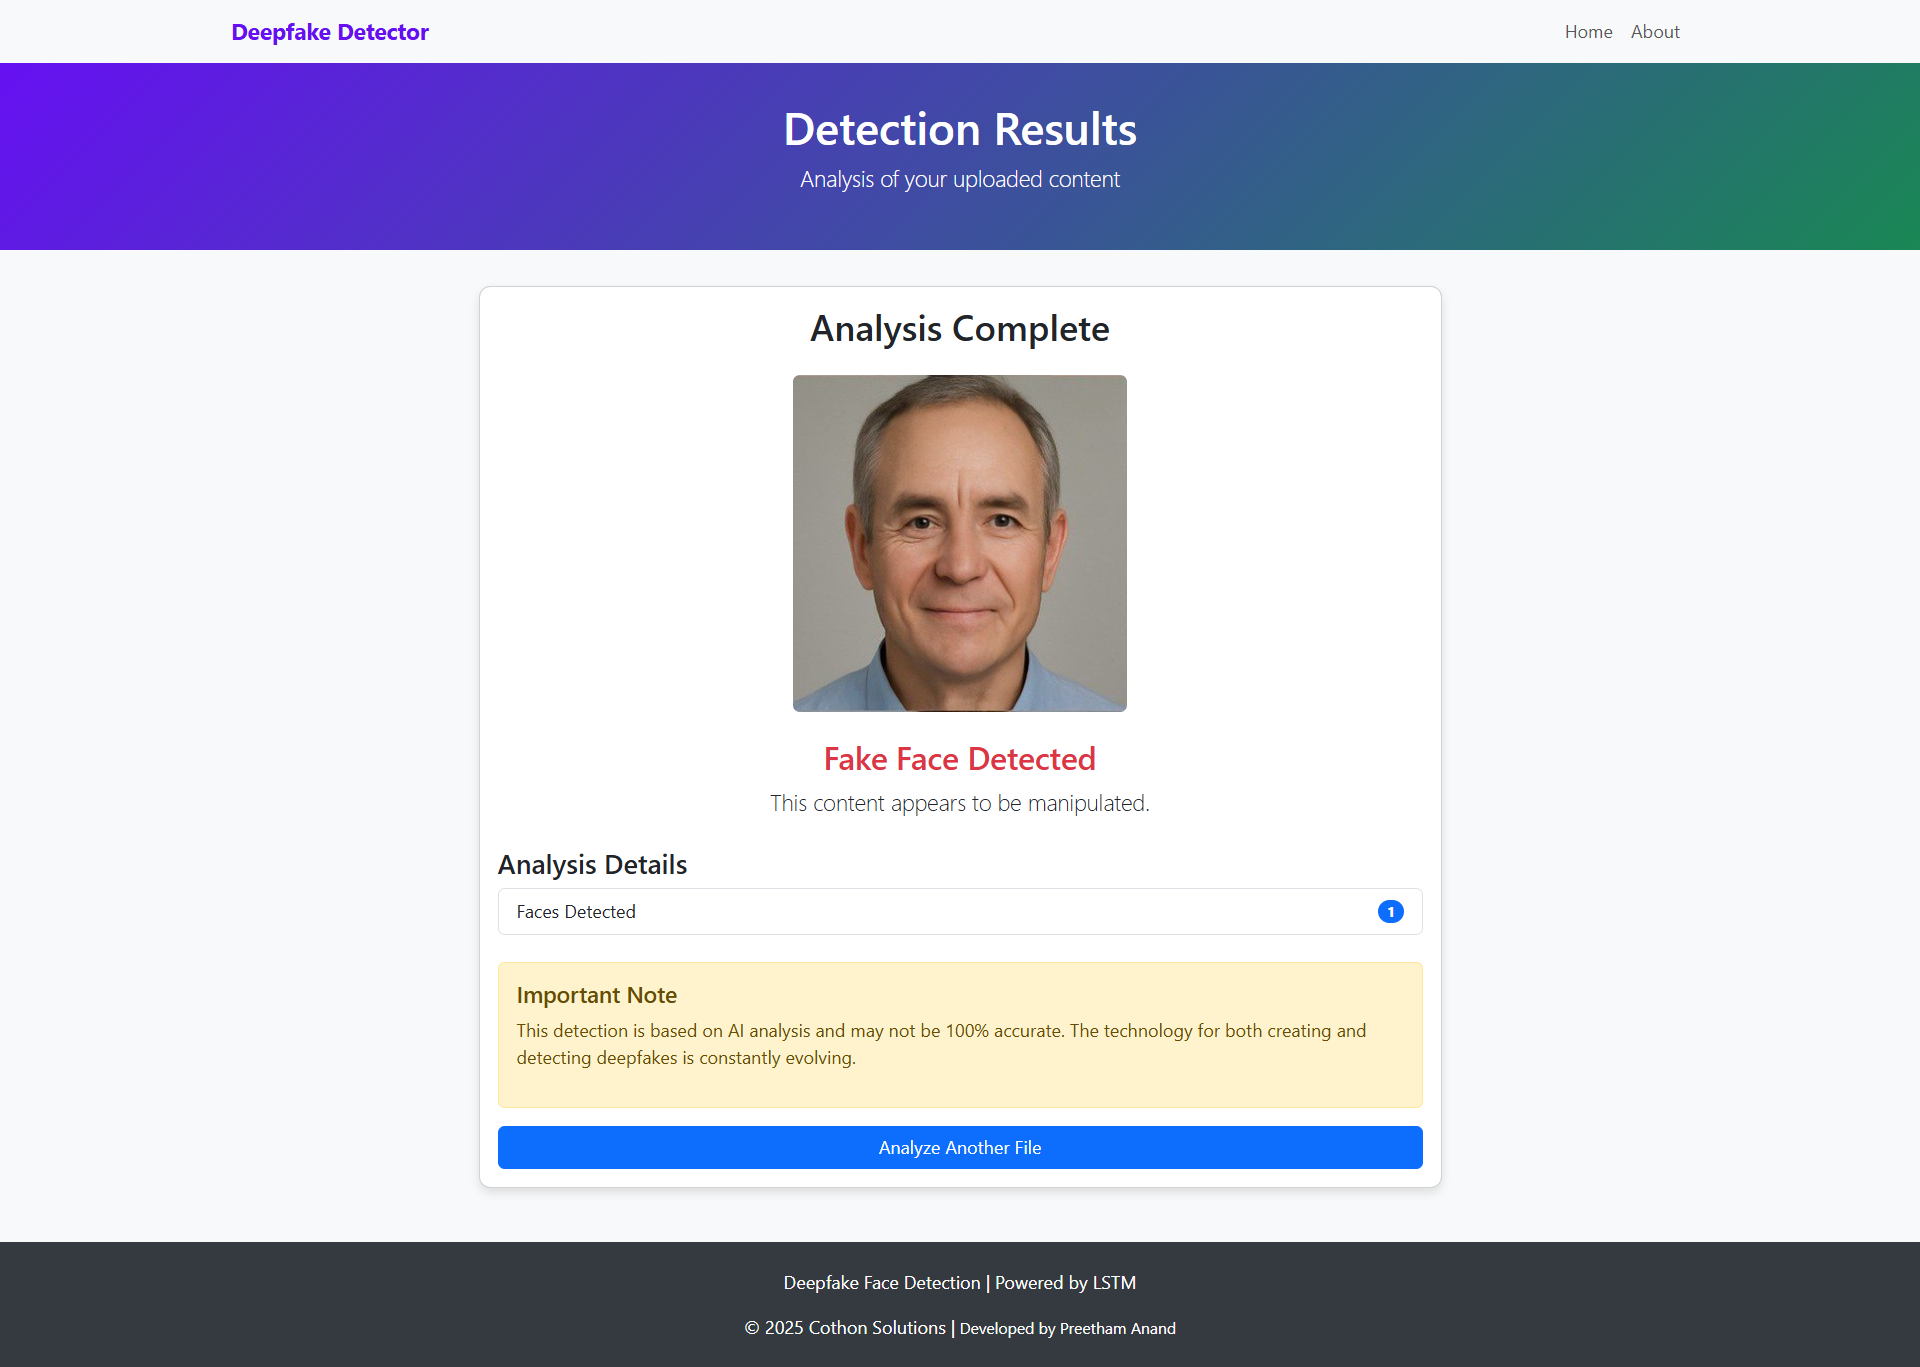 Deepfake Detector
Home About
Detection Results
Analysis of your uploaded content
Analysis Complete
Fake Face Detected
This content appears to be manipulated.
Analysis Details
Faces Detected 1
Important Note
This detection is based on AI analysis and may not be 100% accurate. The technology for both creating and
detecting deepfakes is constantly evolving.
Analyze Another File
Deepfake Face Detection | Powered by LSTM
© 2025 Cothon Solutions | Developed by Preetham Anand